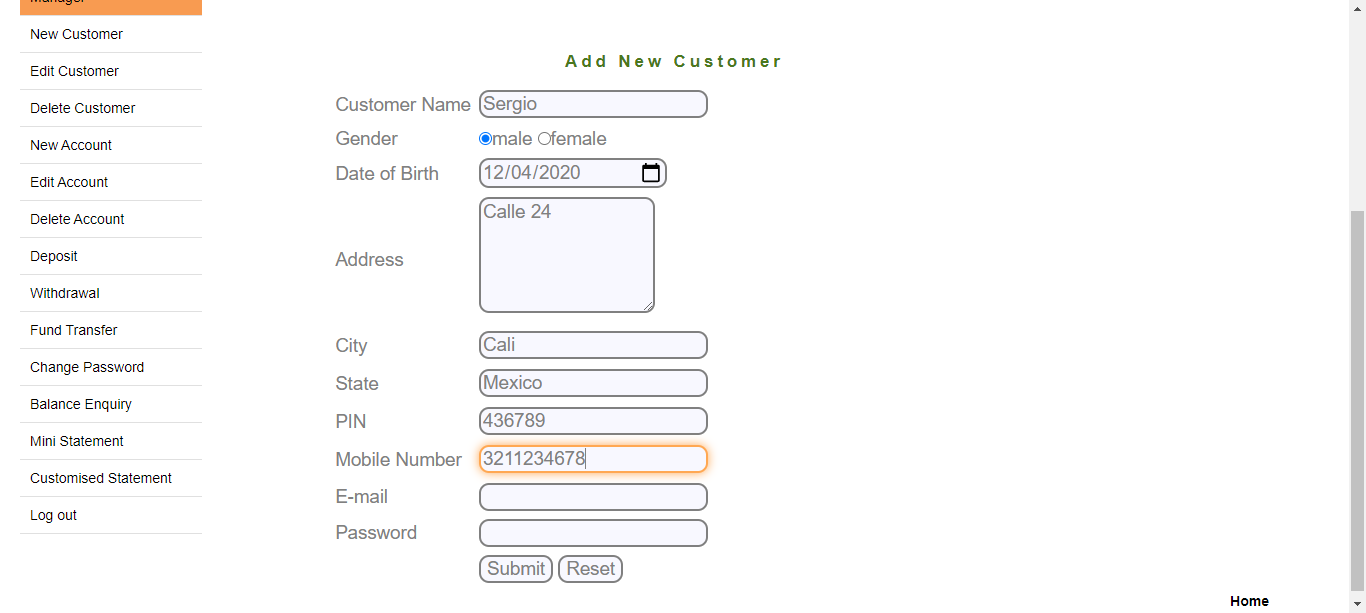 Manager
New Customer
Edit Customer
Delete Customer
New Account
Edit Account
Delete Account
Deposit
Withdrawal
Fund Transfer
Change Password
Balance Enquiry
Mini Statement
Customised Statement
Log out
Add New Customer
Customer Name Sergio
Gender male female
Date of Birth 12/04/2020
Address Calle 24
City Cali
State Mexico
PIN 436789
Mobile Number 3211234678
E-mail
Password
Submit Reset
Home